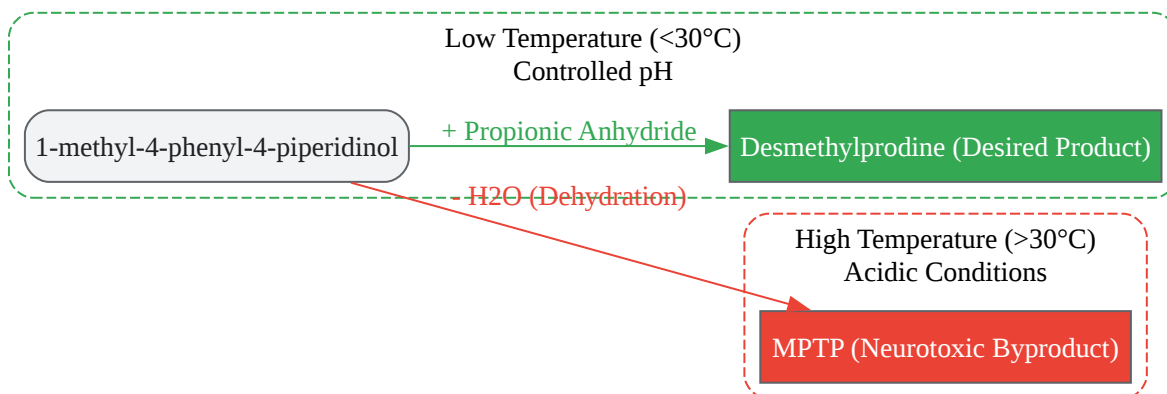 Low Temperature (<30°C)
Controlled pH
1-methyl-4-phenyl-4-piperidinol
+ Propionic Anhydride
Desmethylprodine (Desired Product)
- H2O (Dehydration)
High Temperature (>30°C)
Acidic Conditions
MPTP (Neurotoxic Byproduct)